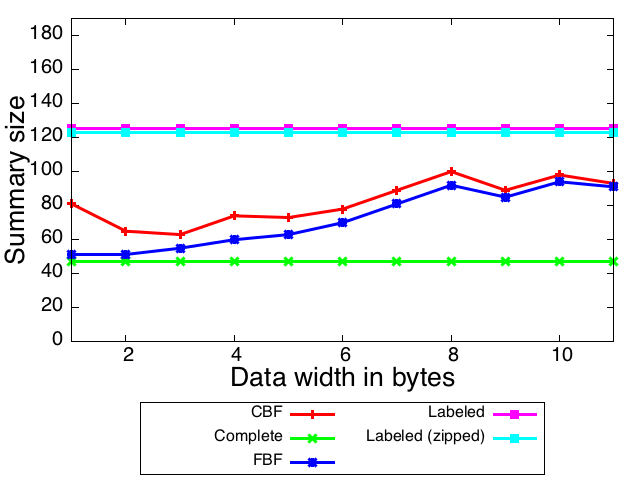 180
160
140
120
100
80
60
40
20
0
Summary size
2 4 6 8 10
Data width in bytes
CBF Labeled
Complete Labeled (zipped)
FBF